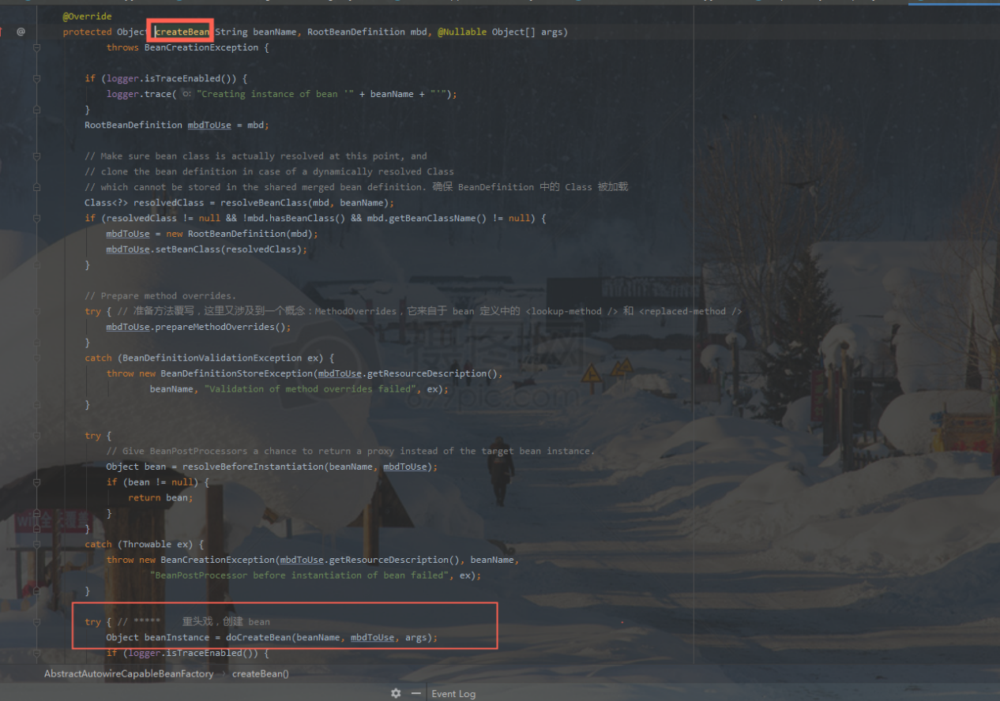 @Override
@ protected Object createBean(String beanName, RootBeanDefinition mbd, @Nullable Object[] args)
throws BeanCreationException {
if (logger.isTraceEnabled()) {
logger.trace( o: "Creating instance of bean '" + beanName + "'");
}
RootBeanDefinition mbdToUse = mbd;
// Make sure bean class is actually resolved at this point, and
// clone the bean definition in case of a dynamically resolved Class
// which cannot be stored in the shared merged bean definition. 确保 BeanDefinition 中的 Class 被加载
Class<?> resolvedClass = resolveBeanClass(mbd, beanName);
if (resolvedClass != null && !mbd.hasBeanClass() && mbd.getBeanClassName() != null) {
mbdToUse = new RootBeanDefinition(mbd);
mbdToUse.setBeanClass(resolvedClass);
}
// Prepare method overrides.
try { // 准备方法覆写，这里又涉及到一个概念：MethodOverrides，它来自于 bean 定义中的 <lookup-method /> 和 <replaced-method />
mbdToUse.prepareMethodOverrides();
}
catch (BeanDefinitionValidationException ex) {
throw new BeanDefinitionStoreException(mbdToUse.getResourceDescription(),
beanName, "Validation of method overrides failed", ex);
}
try {
// Give BeanPostProcessors a chance to return a proxy instead of the target bean instance.
Object bean = resolveBeforeInstantiation(beanName, mbdToUse);
if (bean != null) {
return bean;
}
}
catch (Throwable ex) {
throw new BeanCreationException(mbdToUse.getResourceDescription(), beanName,
"BeanPostProcessor before instantiation of bean failed", ex);
}
try { // ***** 重头戏，创建 bean
Object beanInstance = doCreateBean(beanName, mbdToUse, args);
if (logger.isTraceEnabled()) {
AbstractAutowireCapableBeanFactory › createBean()
Event Log